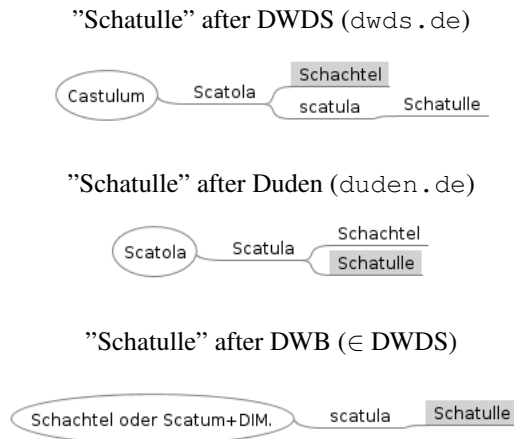 ”Schatulle” after DWDS (dwds.de)
Castulum
Scatola
Schachtel
scatula
Schatulle
”Schatulle” after Duden (duden.de)
Scatola
Scatula
Schachtel
Schatulle
”Schatulle” after DWB (∈ DWDS)
Schachtel oder Scatum+DIM.
scatula
Schatulle